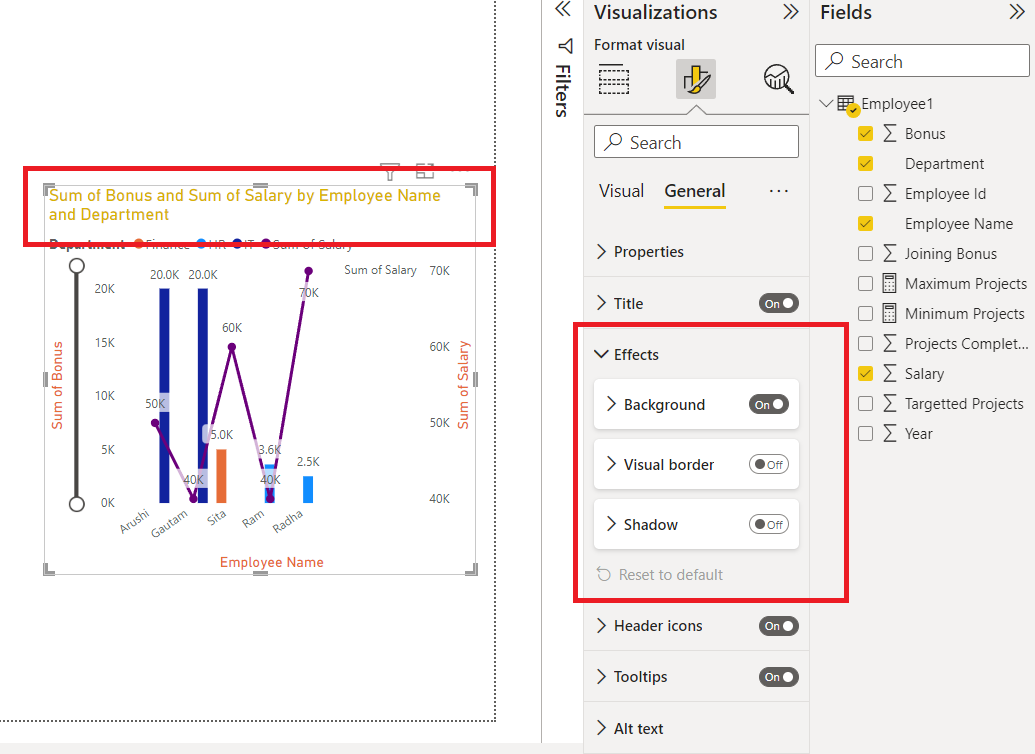 Sum of Bonus and Sum of Salary by Employee Name
and Department
Department Finance HR IT Sum of Salary
Sum of Salary
20.0K 20.0K
70K
70K
20K
60K
15K
60K
10K
50K
50K
5.0K
5K
3.6K
2.5K
40K
40K
40K
0K
Sum of Bonus
Sum of Salary
Arushi
Gautam
Sita
Ram
Radha
Employee Name
Filters
Visualizations
Format visual
Search
Visual General ...
Properties
Title On
Effects
Background On
Visual border Off
Shadow Off
Reset to default
Header icons On
Tooltips On
Alt text
Fields
Search
Employee1
Bonus
Department
Employee Id
Employee Name
Joining Bonus
Maximum Projects
Minimum Projects
Projects Complet...
Salary
Targetted Projects
Year